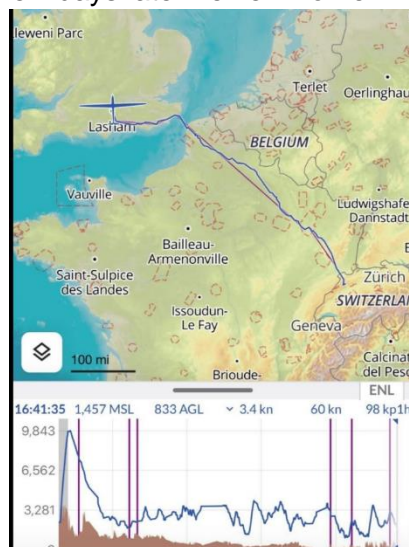 leweni Parc
Terlet
Oerlinghau
Lasham
BELGIUM
Vauville
Ludwigshafe
Dannstadt
Bailleau-
Armenonville
Saint-Sulpice
des Landes
Zürich
SWITZERLAN
Issoudun-
Le Fay
Geneva
100 mi
Brioude-
Calcinat
del Pesc
ENL
16:41:35 1,457 MSL 833 AGL 3.4 kn 60 kn 98 kp1h
9,843
6,562
3,281